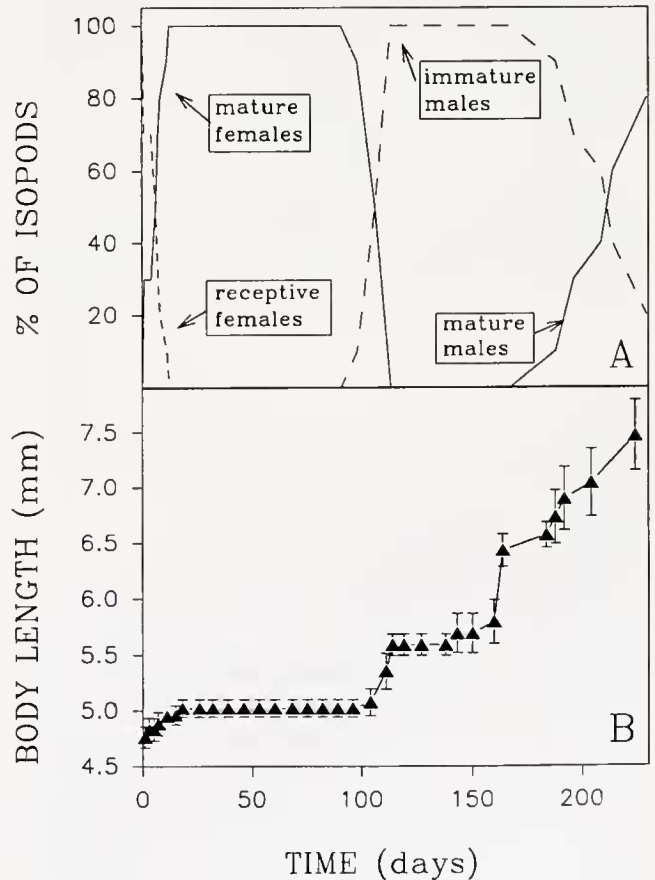 % OF ISOPODS
100
80
60
40
20
mature
females
immature
males
receptive
females
mature
males
A
BODY LENGTH (mm)
7.5
7.0
6.5
6.0
5.5
5.0
4.5
B
0 50 100 150 200
TIME (days)